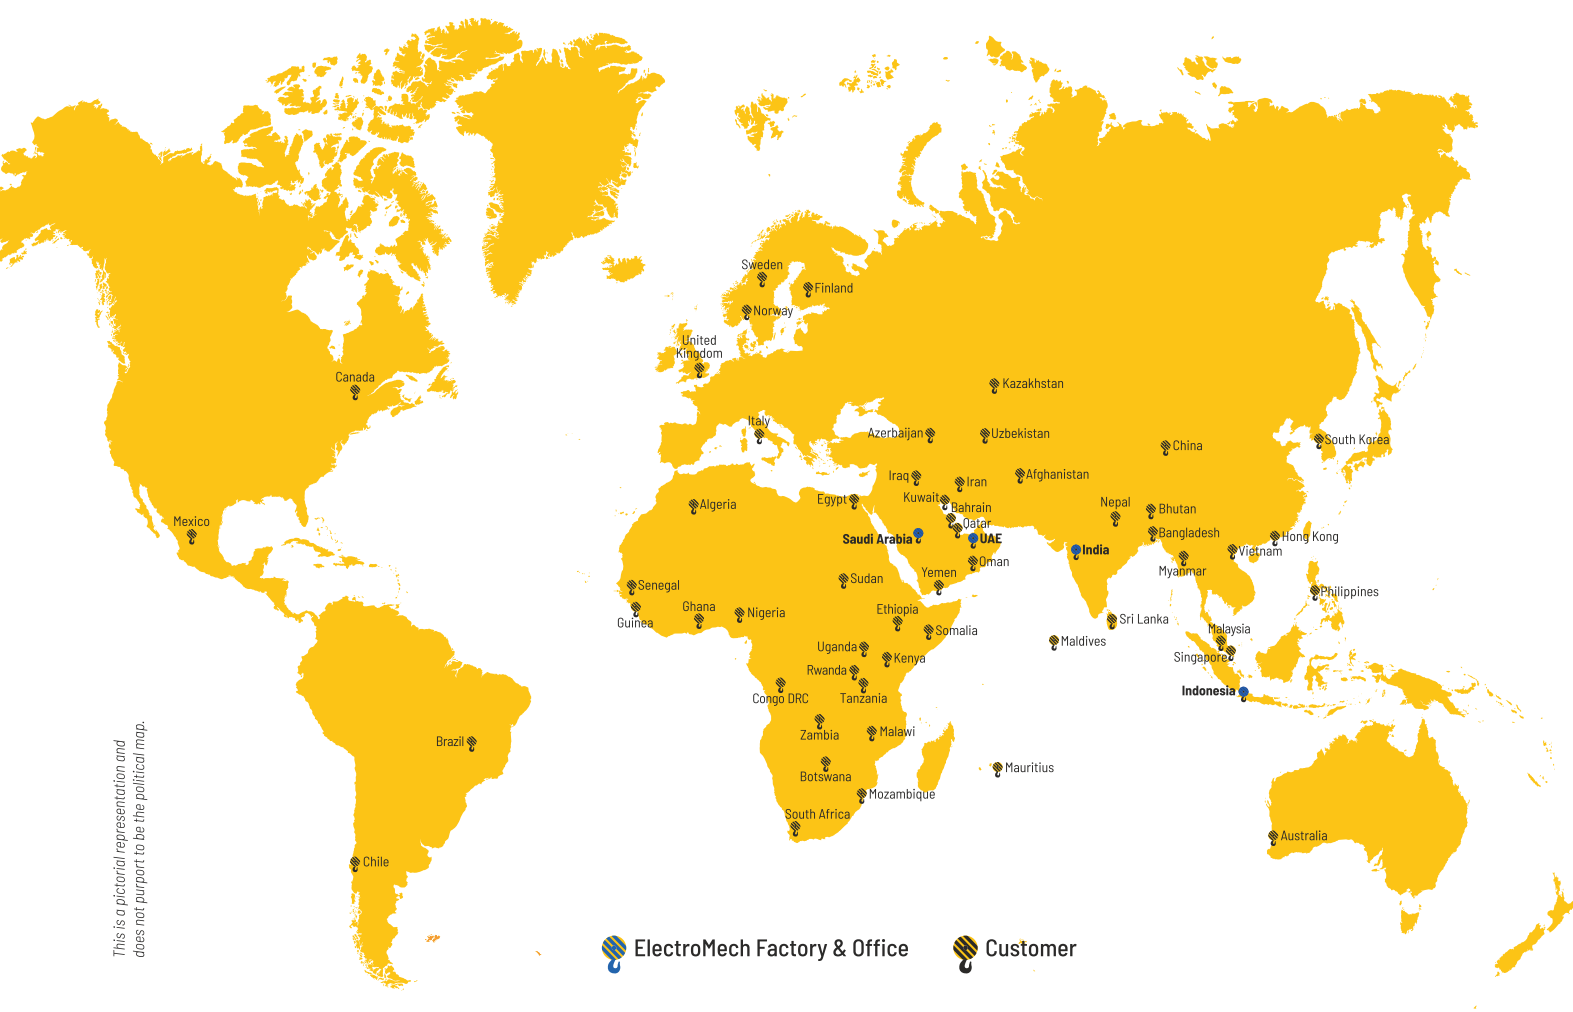 Sweden
Finland
Norway
United
Kingdom
Canada
Kazakhstan
Italy
Azerbaijan
Uzbekistan
South Korea
China
Iraq
Iran
Afghanistan
Kuwait
Egypt
Algeria
Bahrain
Nepal
Bhutan
Mexico
Qatar
Bangladesh
Hong Kong
Saudi Arabia
UAE
India
Vietnam
Oman
Myanmar
Yemen
Sudan
Senegal
Philippines
Ghana
Nigeria
Ethiopia
Guinea
Sri Lanka
Somalia
Malaysia
Maldives
Uganda
Kenya
Singapore
Rwanda
Indonesia
Congo DRC
Tanzania
Malawi
Zambia
Brazil
Mauritius
Botswana
Mozambique
South Africa
Australia
Chile
This is a pictorial representation and
does not purport to be the political map.
ElectroMech Factory & Office
Customer